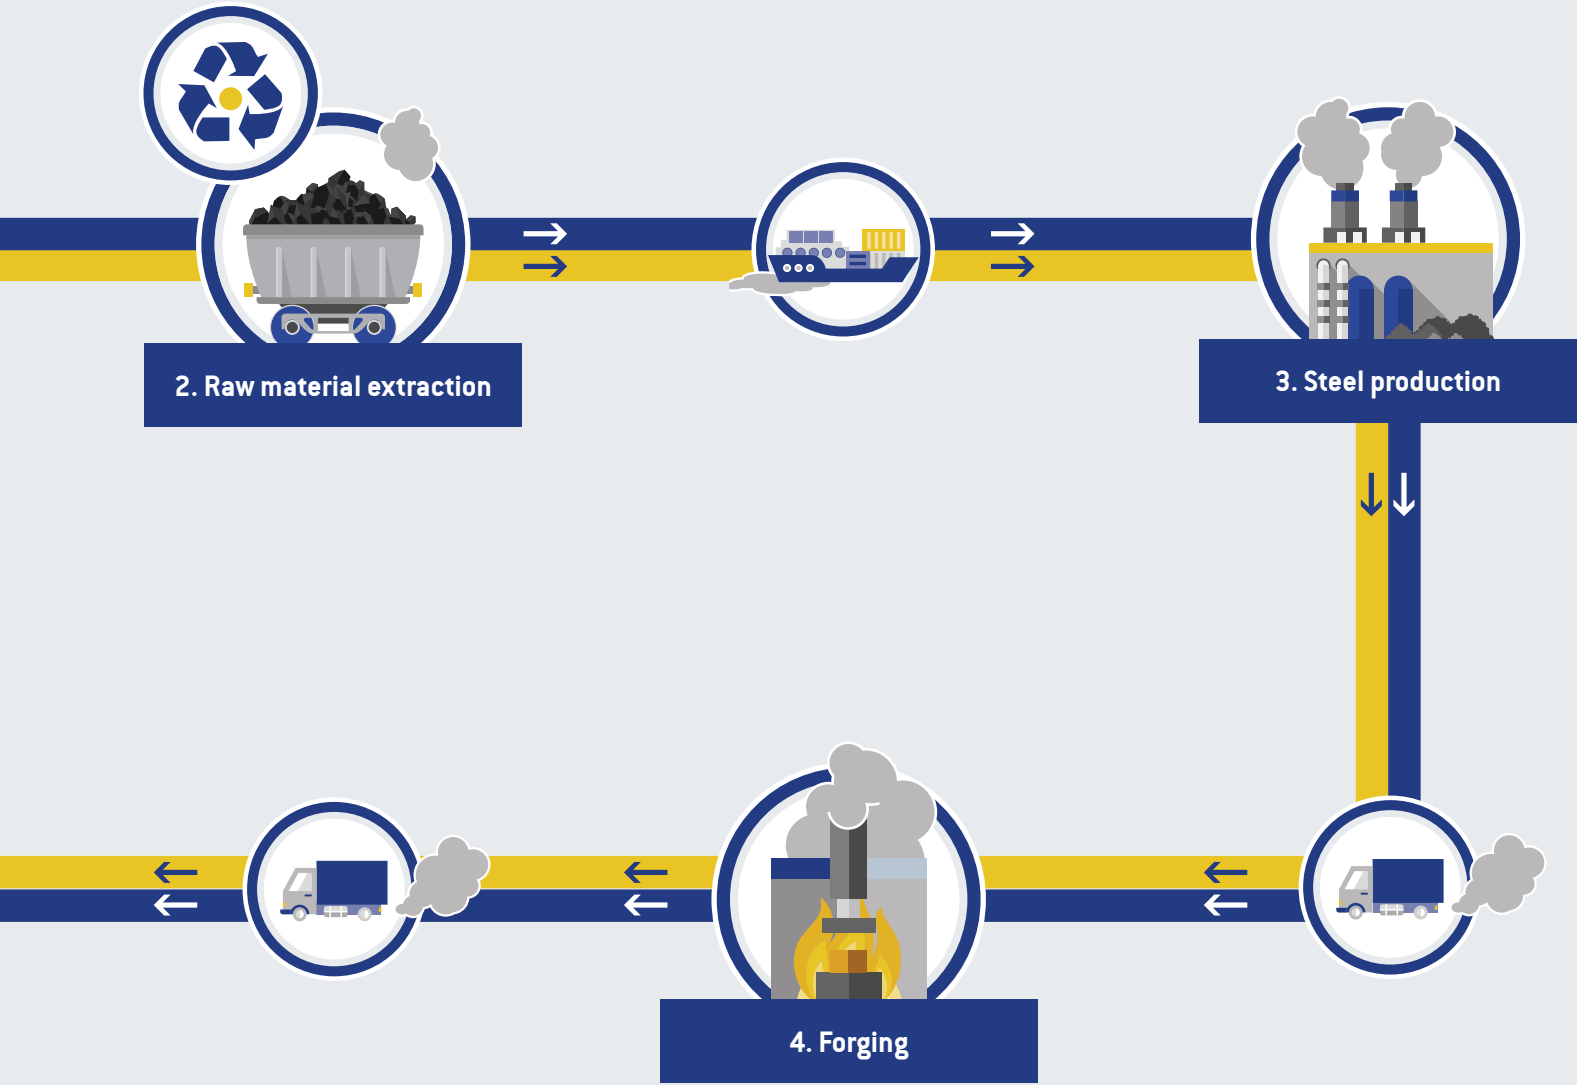 2. Raw material extraction
3. Steel production
4. Forging